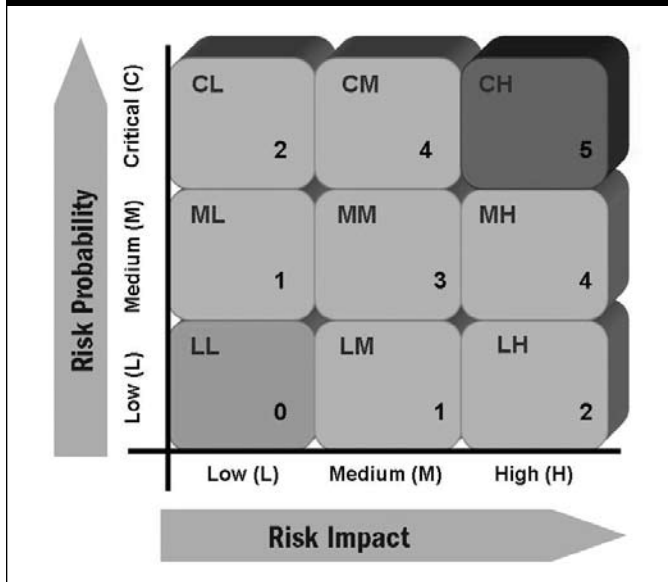 Risk Probability
Critical (C)
Medium (M)
Low (L)
CL
2
CM
4
CH
5
ML
1
MM
3
MH
4
LL
0
LM
1
LH
2
Low (L)
Medium (M)
High (H)
Risk Impact